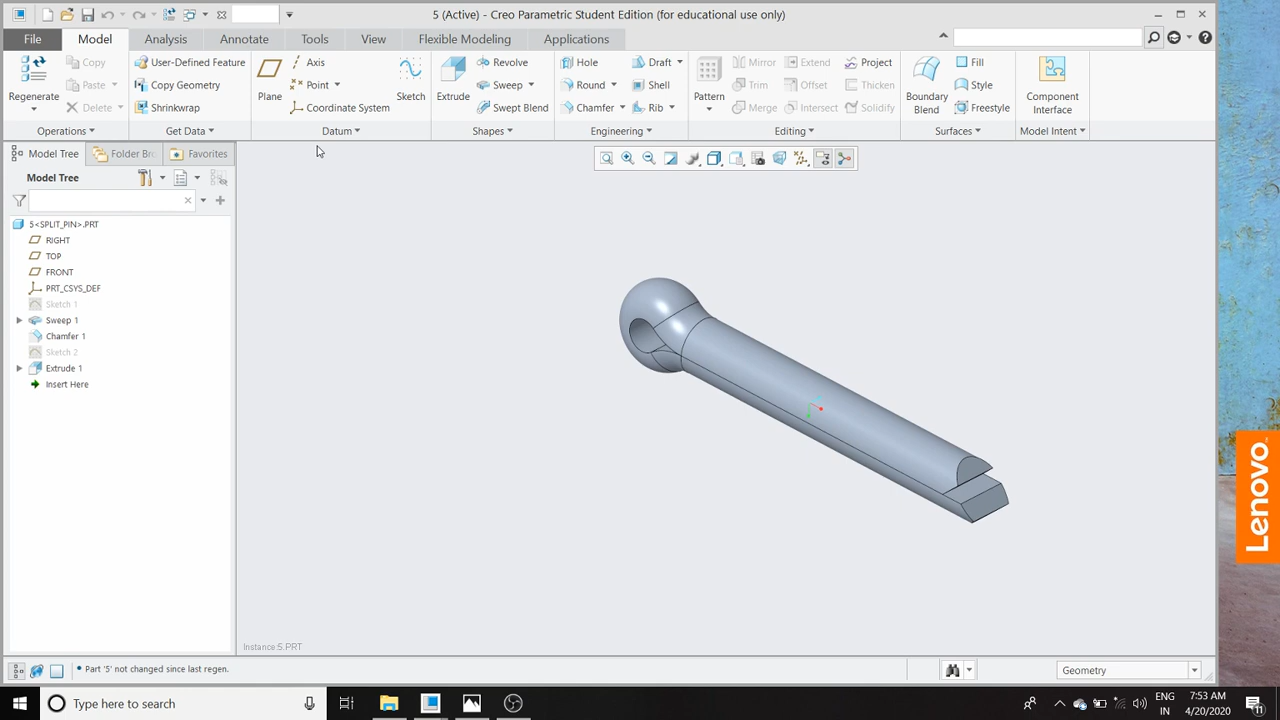 5 (Active) - Creo Parametric Student Edition (for educational use only)
File Model Analysis Annotate Tools View Flexible Modeling Applications
Regenerate
Copy
Paste
Delete
Operations
User-Defined Feature
Copy Geometry
Shrinkwrap
Get Data
Plane
Axis
Point
Coordinate System
Sketch
Datum
Extrude
Revolve
Sweep
Swept Blend
Shapes
Hole
Round
Chamfer
Draft
Shell
Rib
Engineering
Pattern
Mirror
Trim
Merge
Extend
Offset
Intersect
Project
Thicken
Solidify
Editing
Boundary
Blend
Fill
Style
Freestyle
Surfaces
Component
Interface
Model Intent
Model Tree Folder Brc Favorites
Model Tree
5<SPLIT_PIN>.PRT
RIGHT
TOP
FRONT
PRT_CSYS_DEF
Sketch 1
Sweep 1
Chamfer 1
Sketch 2
Extrude 1
Insert Here
Instance:5.PRT
Lenovo
• Part '5' not changed since last regen.
Geometry
Type here to search
ENG
IN
7:53 AM
4/20/2020
11